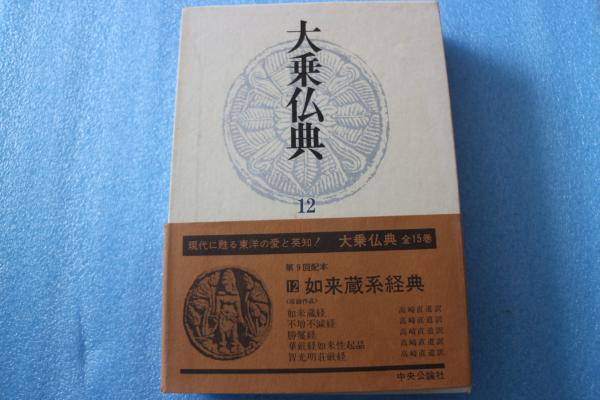 大乗仏典
12
現代に甦る東洋の愛と英知! 大乗仏典 全15巻
第9回配本
12 如来蔵系経典
《収録作品》
如来蔵経 高崎直道訳
不増不減経 高崎直道訳
勝鬘経 高崎直道訳
華厳経如来性起品 高崎直道訳
智光明荘厳経 高崎直道訳
中央公論社